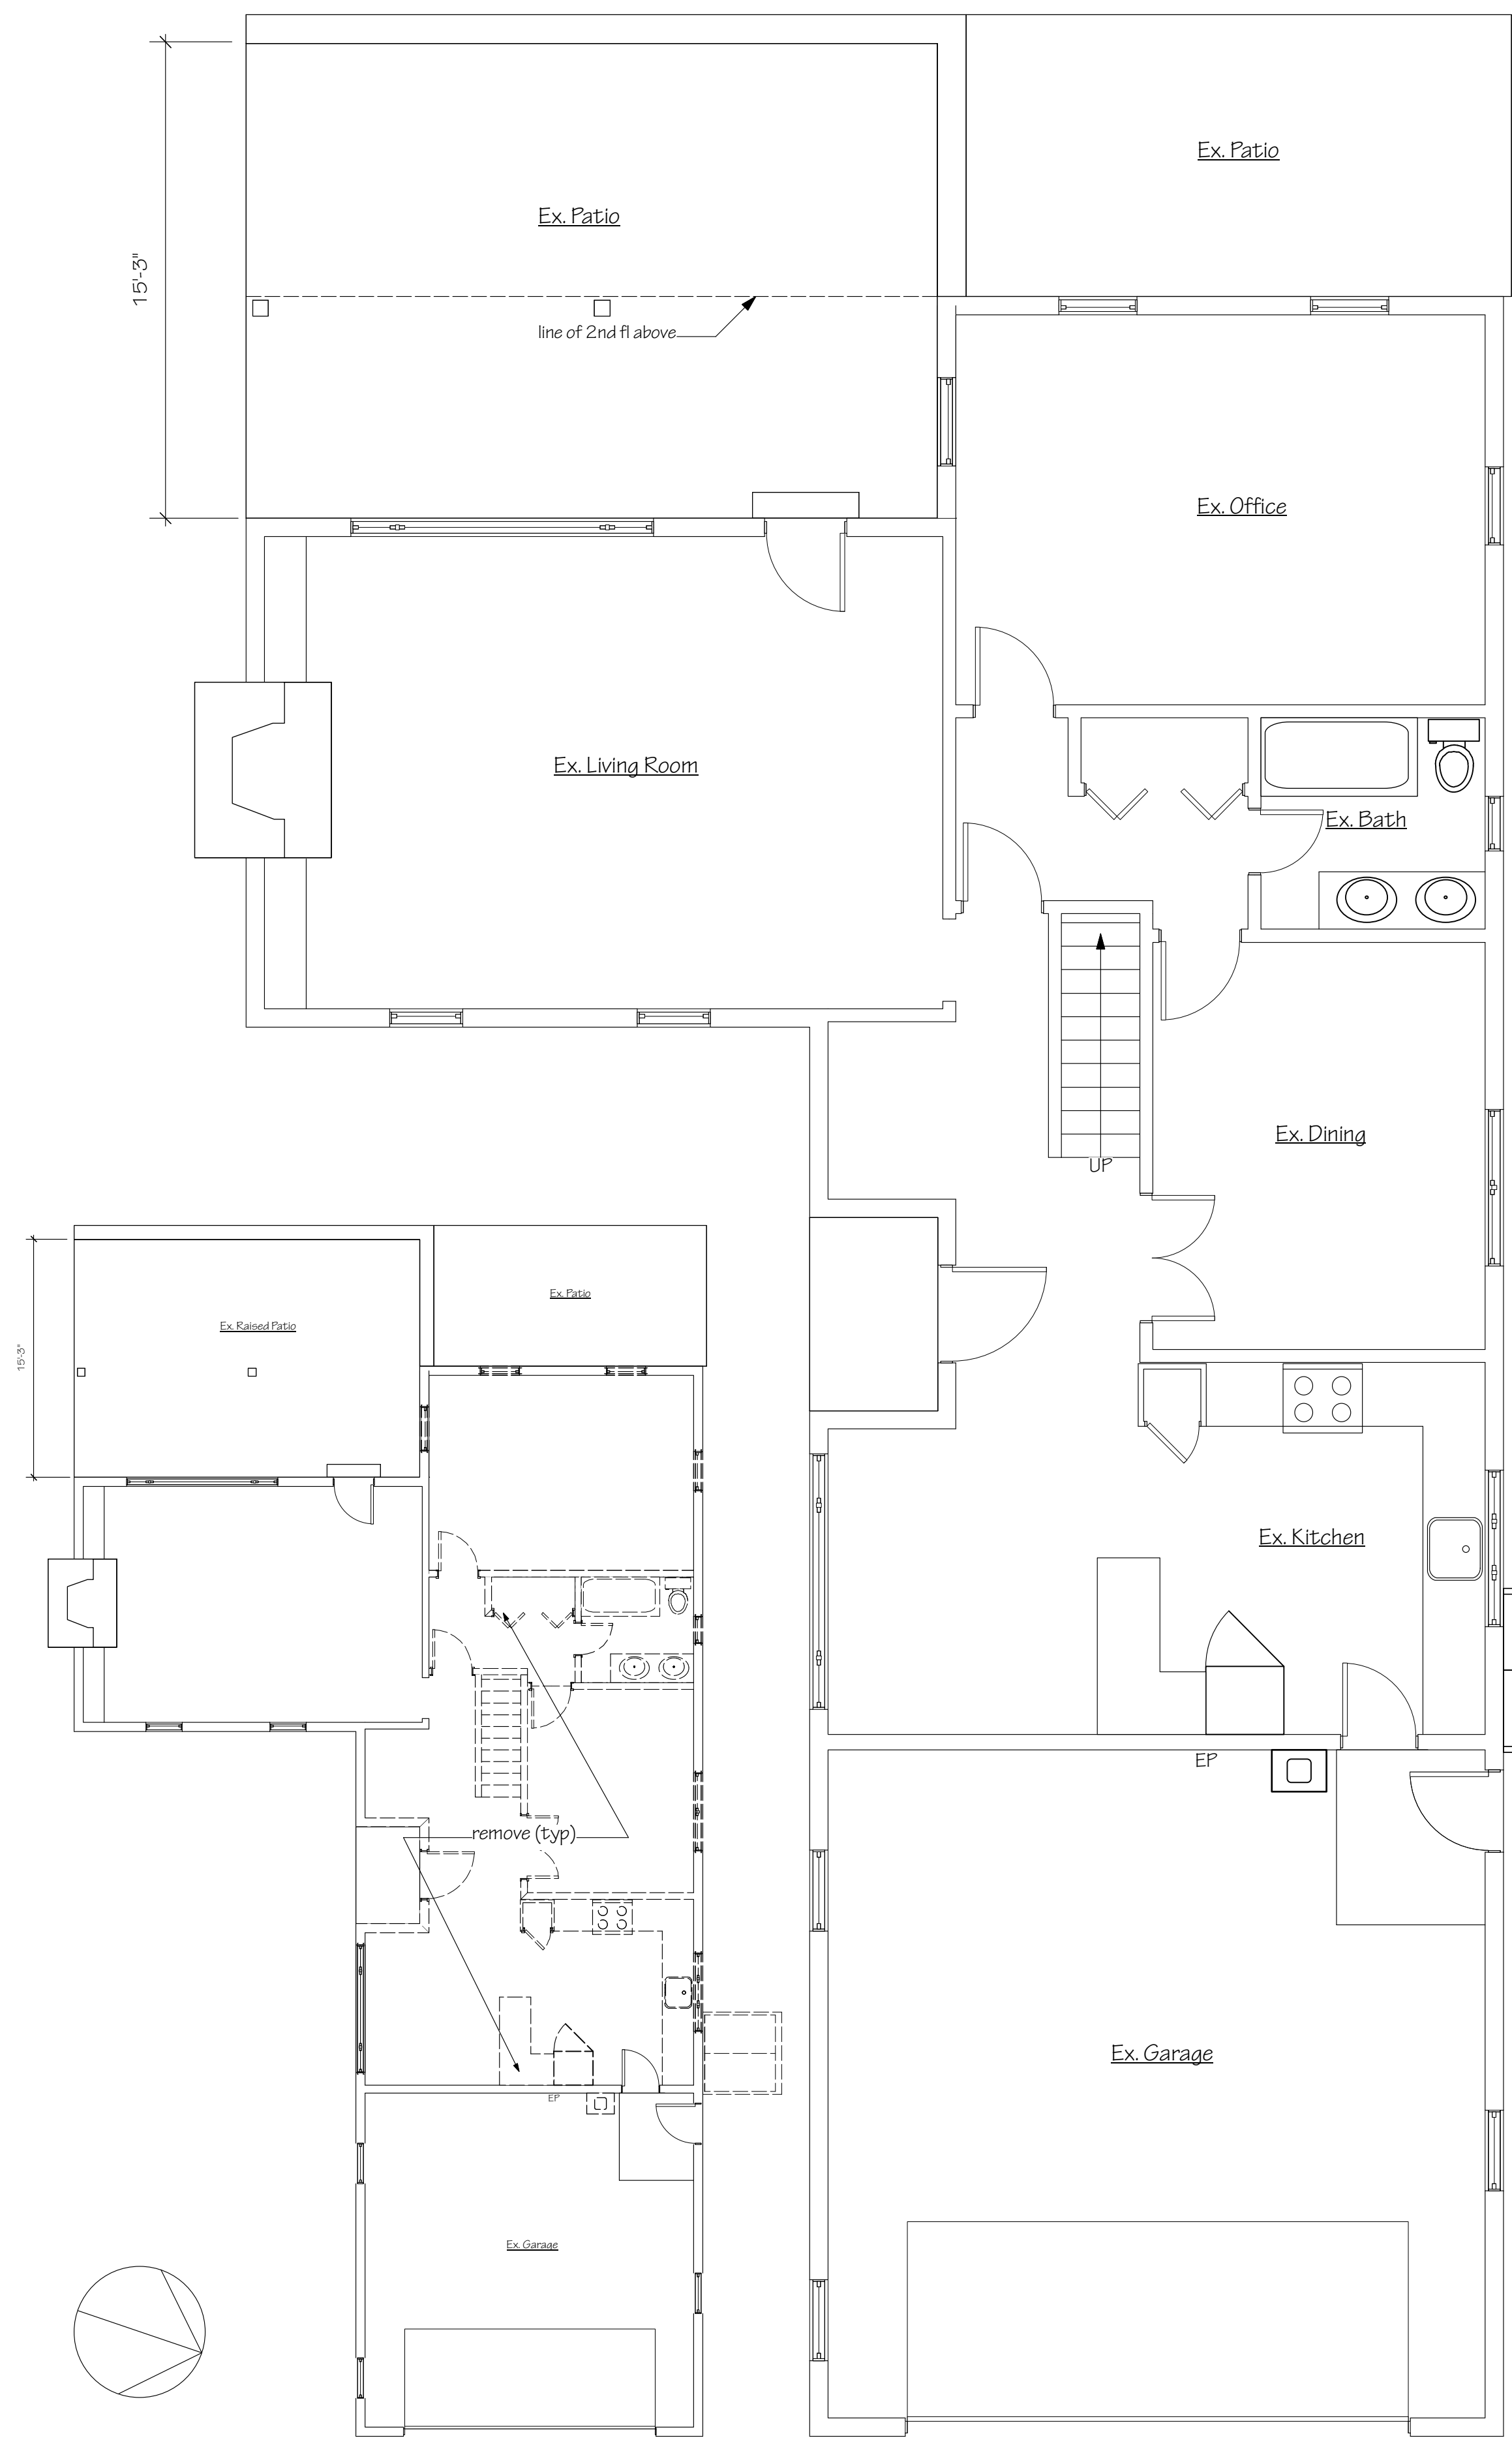 Ex. Patio
Ex. Patio
15'-3"
line of 2nd fl above
Ex. Office
Ex. Living Room
Ex. Bath
Ex. Dining
UP
Ex. Kitchen
EP
Ex. Garage
Ex. Patio
Ex. Raised Patio
15'-3"
remove (typ)
EP
Ex. Garage